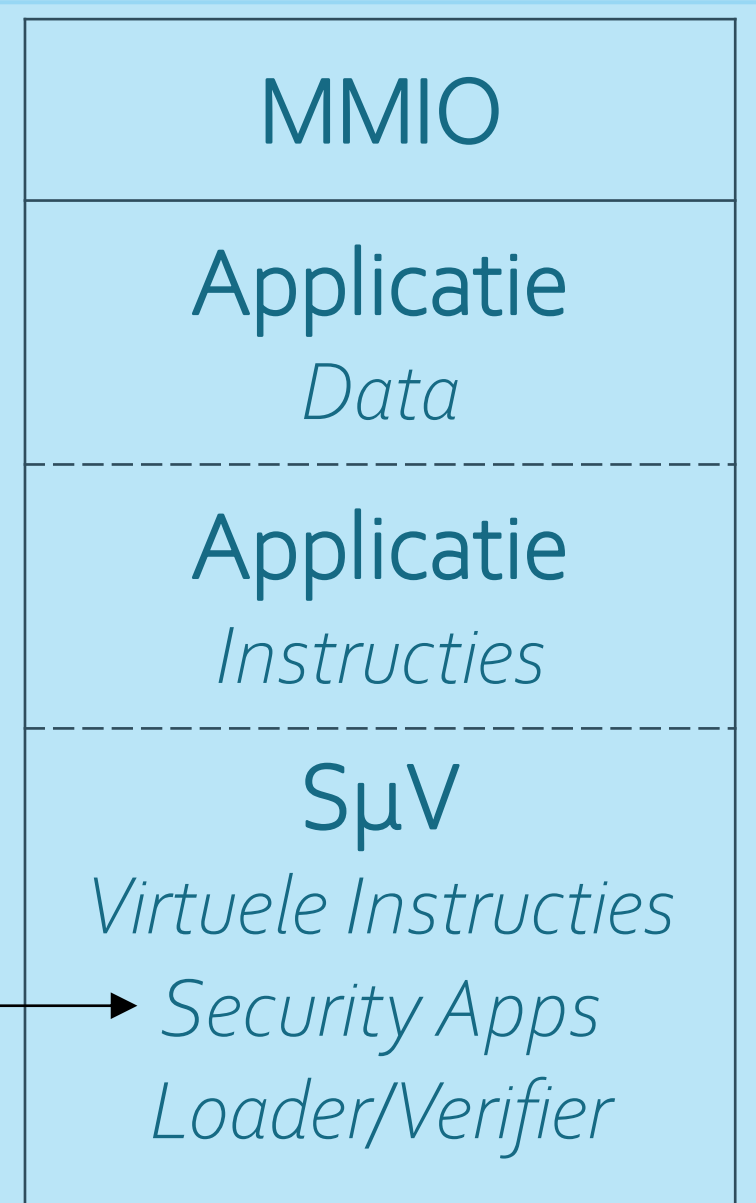 MMIO
Applicatie
Data
Applicatie
Instructies
SµV
Virtuele Instructies
Security Apps
Loader/Verifier